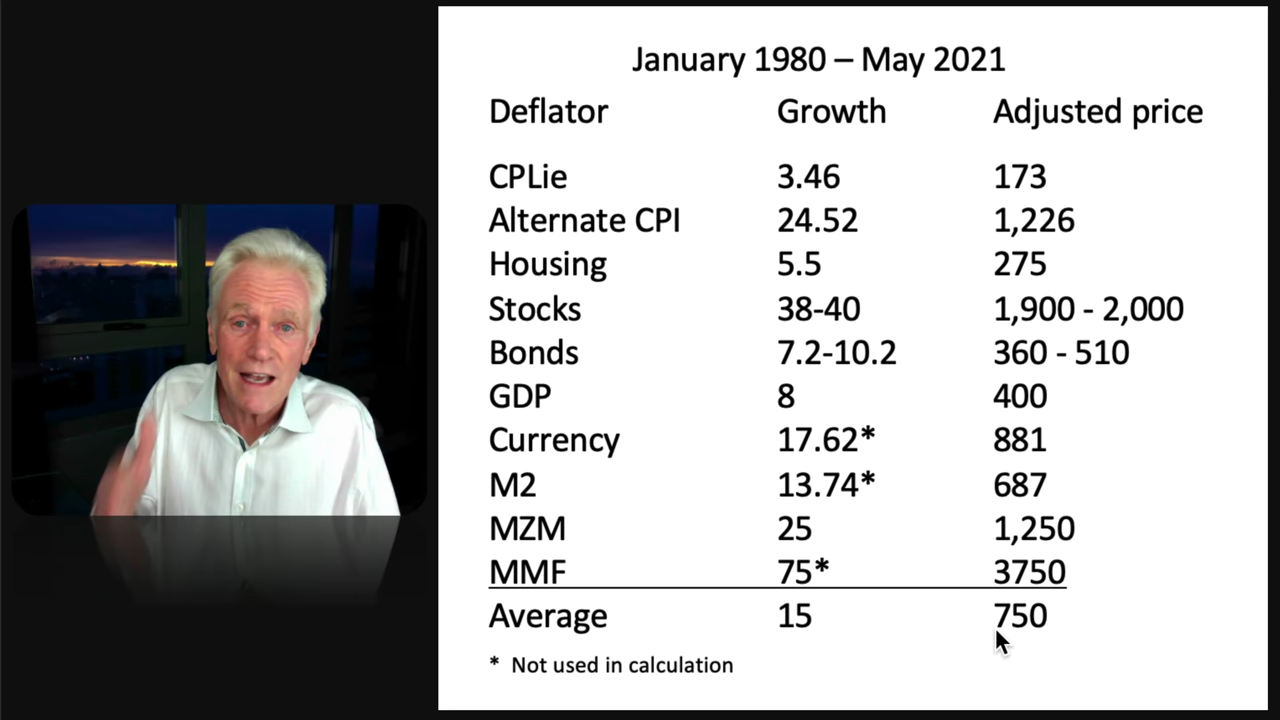 January 1980 – May 2021
Deflator Growth Adjusted price
CPLie 3.46 173
Alternate CPI 24.52 1,226
Housing 5.5 275
Stocks 38-40 1,900 - 2,000
Bonds 7.2-10.2 360 - 510
GDP 8 400
Currency 17.62* 881
M2 13.74* 687
MZM 25 1,250
MMF 75* 3750
Average 15 750
* Not used in calculation